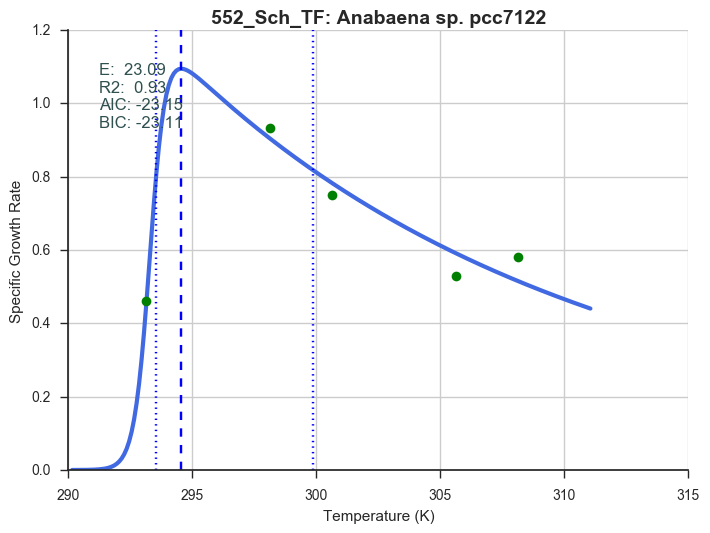 552_Sch_TF: Anabaena sp. pcc7122
E: 23.09
R2: 0.93
AIC: -23.15
BIC: -23.11
1.2
1.0
0.8
0.6
0.4
0.2
0.0
Specific Growth Rate
290
295
300
305
310
315
Temperature (K)